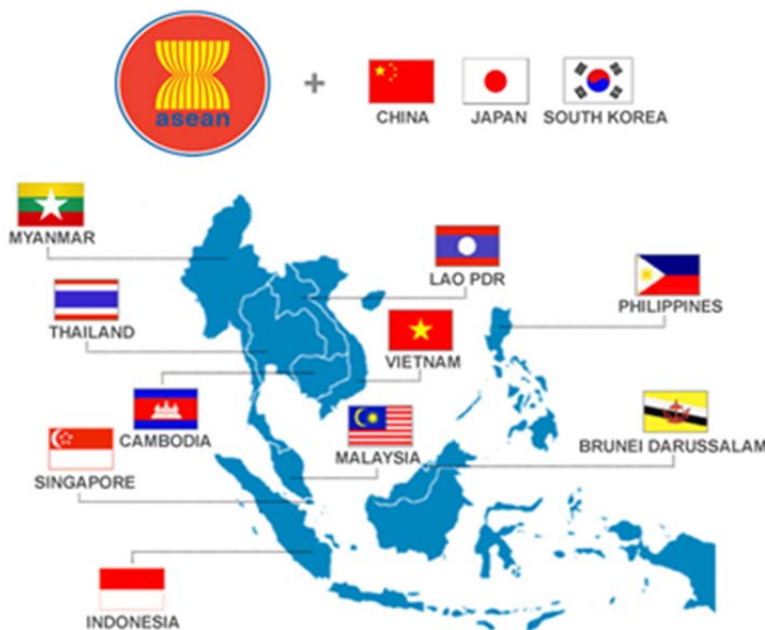 asean
+
CHINA
JAPAN
SOUTH KOREA
MYANMAR
LAO PDR
PHILIPPINES
THAILAND
VIETNAM
CAMBODIA
MALAYSIA
BRUNEI DARUSSALAM
SINGAPORE
INDONESIA